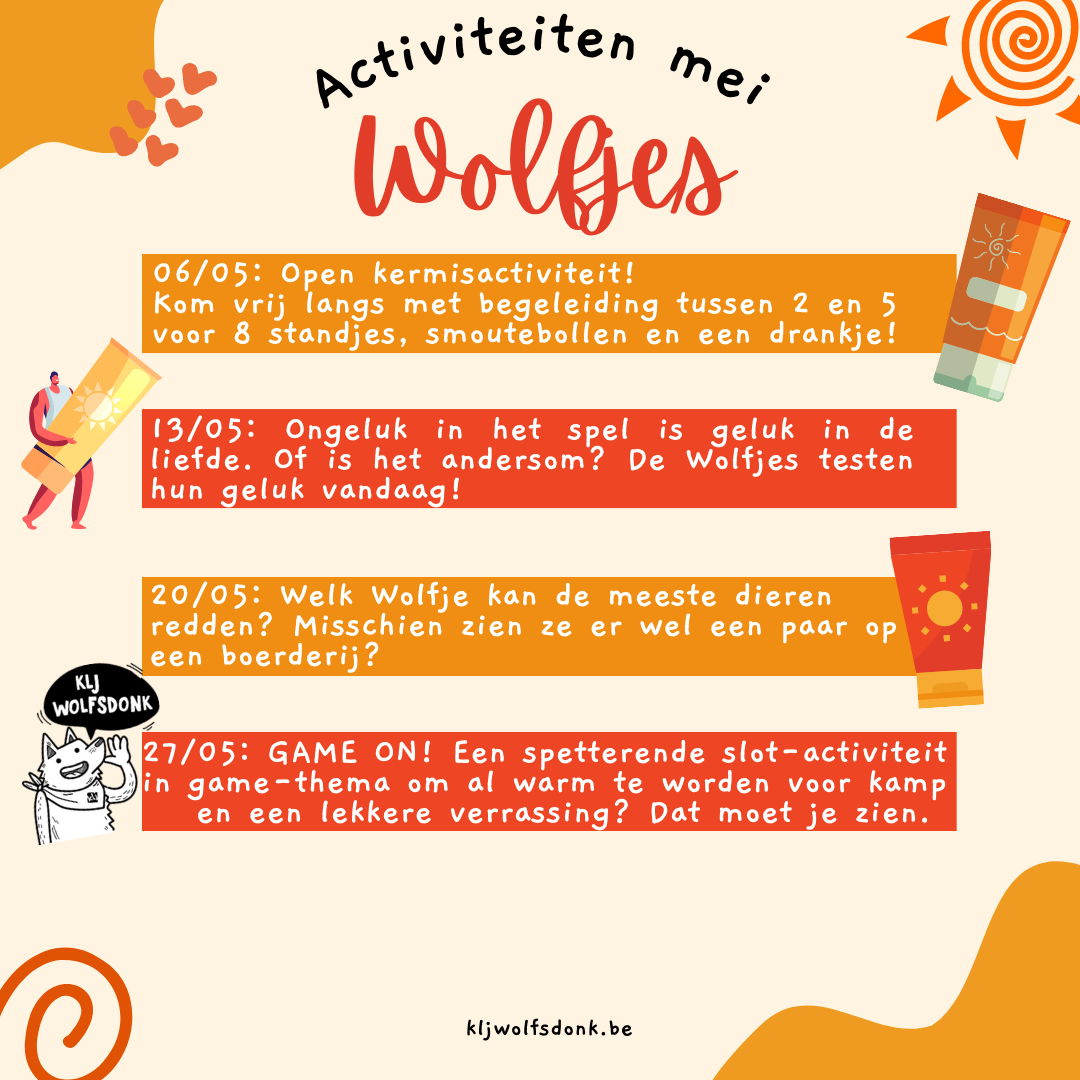 Activiteiten mei
Wolfjes
06/05: Open kermisactiviteit!
Kom vrij langs met begeleiding tussen 2 en 5
voor 8 standjes, smoutebollen en een drankje!
13/05: Ongeluk in het spel is geluk in de
liefde. Of is het andersom? De Wolfjes testen
hun geluk vandaag!
20/05: Welk Wolfje kan de meeste dieren
redden? Misschien zien ze er wel een paar op
een boerderij?
KLJ
WOLFSDONK
27/05: GAME ON! Een spetterende slot-activiteit
in game-thema om al warm te worden voor kamp
en een lekkere verrassing? Dat moet je zien.
kljwolfsdonk.be